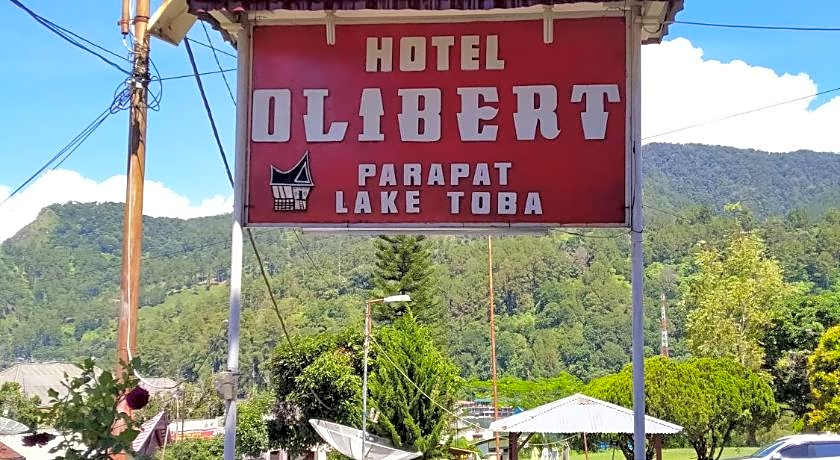 HOTEL
OLIBERT
PARAPAT
LAKE TOBA